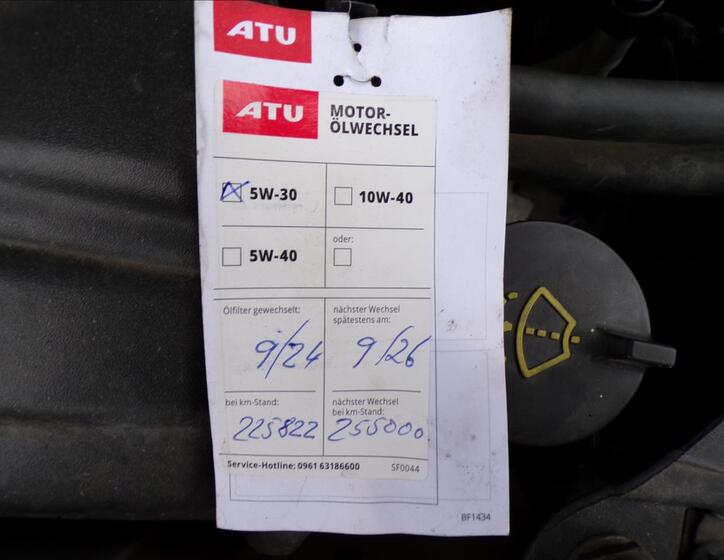 ATU
ATU
MOTOR-
ÖLWECHSEL
5W-30
10W-40
5W-40
oder:
Ölfilter gewechselt:
nächster Wechsel
spätestens am:
9/24
9/26
bei km-Stand:
nächster Wechsel
bei km-Stand:
225822
255000
Service-Hotline: 0961 63186600
SF0044
BF1434